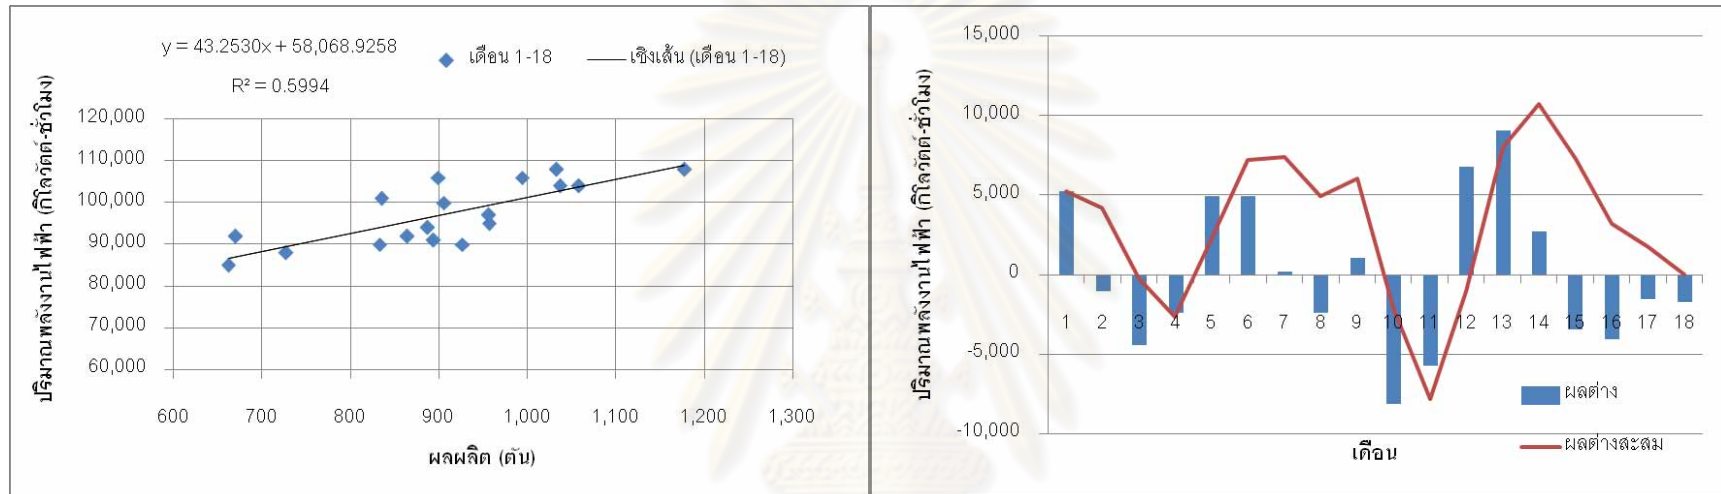 y = 43.2530x + 58,068.9258
R² = 0.5994
เดือน 1-18
เชิงเส้น (เดือน 1-18)
ปริมาณพลังงานไฟฟ้า (กิโลวัตต์-ชั่วโมง)
120,000
110,000
100,000
90,000
80,000
70,000
60,000
600 700 800 900 1,000 1,100 1,200 1,300
ผลผลิต (ตัน)
ปริมาณพลังงานไฟฟ้า (กิโลวัตต์-ชั่วโมง)
15,000
10,000
5,000
0
-5,000
-10,000
1 2 3 4 5 6 7 8 9 10 11 12 13 14 15 16 17 18
ผลต่าง
ผลต่างสะสม
เดือน